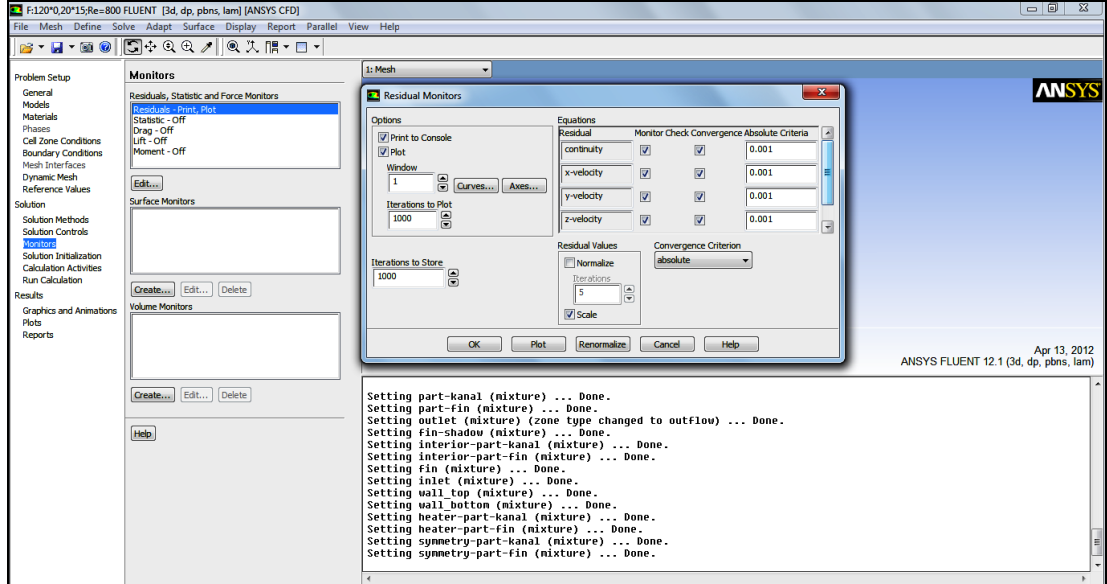 F:120*0,20*15;Re=800 FLUENT [3d, dp, pbns, lam] [ANSYS CFD]
File Mesh Define Solve Adapt Surface Display Report Parallel View Help
Problem Setup
General
Models
Materials
Phases
Cell Zone Conditions
Boundary Conditions
Mesh Interfaces
Dynamic Mesh
Reference Values
Solution
Solution Methods
Solution Controls
Monitors
Solution Initialization
Calculation Activities
Run Calculation
Results
Graphics and Animations
Plots
Reports
Monitors
Residuals, Statistic and Force Monitors
Residuals - Print, Plot
Statistic - Off
Drag - Off
Lift - Off
Moment - Off
Edit...
Surface Monitors
Create... Edit... Delete
Volume Monitors
Create... Edit... Delete
Help
1: Mesh
ANSYS
Residual Monitors
Options
Print to Console
Plot
Window
1
Curves... Axes...
Iterations to Plot
1000
Iterations to Store
1000
Equations
Residual Monitor Check Convergence Absolute Criteria
continuity 0.001
x-velocity 0.001
y-velocity 0.001
z-velocity 0.001
Residual Values
Normalize
Iterations
5
Scale
Convergence Criterion
absolute
OK Plot Renormalize Cancel Help
Apr 13, 2012
ANSYS FLUENT 12.1 (3d, dp, pbns, lam)
Setting part-kanal (mixture) ... Done.
Setting part-fin (mixture) ... Done.
Setting outlet (mixture) (zone type changed to outflow) ... Done.
Setting fin-shadow (mixture) ... Done.
Setting interior-part-kanal (mixture) ... Done.
Setting interior-part-fin (mixture) ... Done.
Setting fin (mixture) ... Done.
Setting inlet (mixture) ... Done.
Setting wall_top (mixture) ... Done.
Setting wall_bottom (mixture) ... Done.
Setting heater-part-kanal (mixture) ... Done.
Setting heater-part-fin (mixture) ... Done.
Setting symmetry-part-kanal (mixture) ... Done.
Setting symmetry-part-fin (mixture) ... Done.